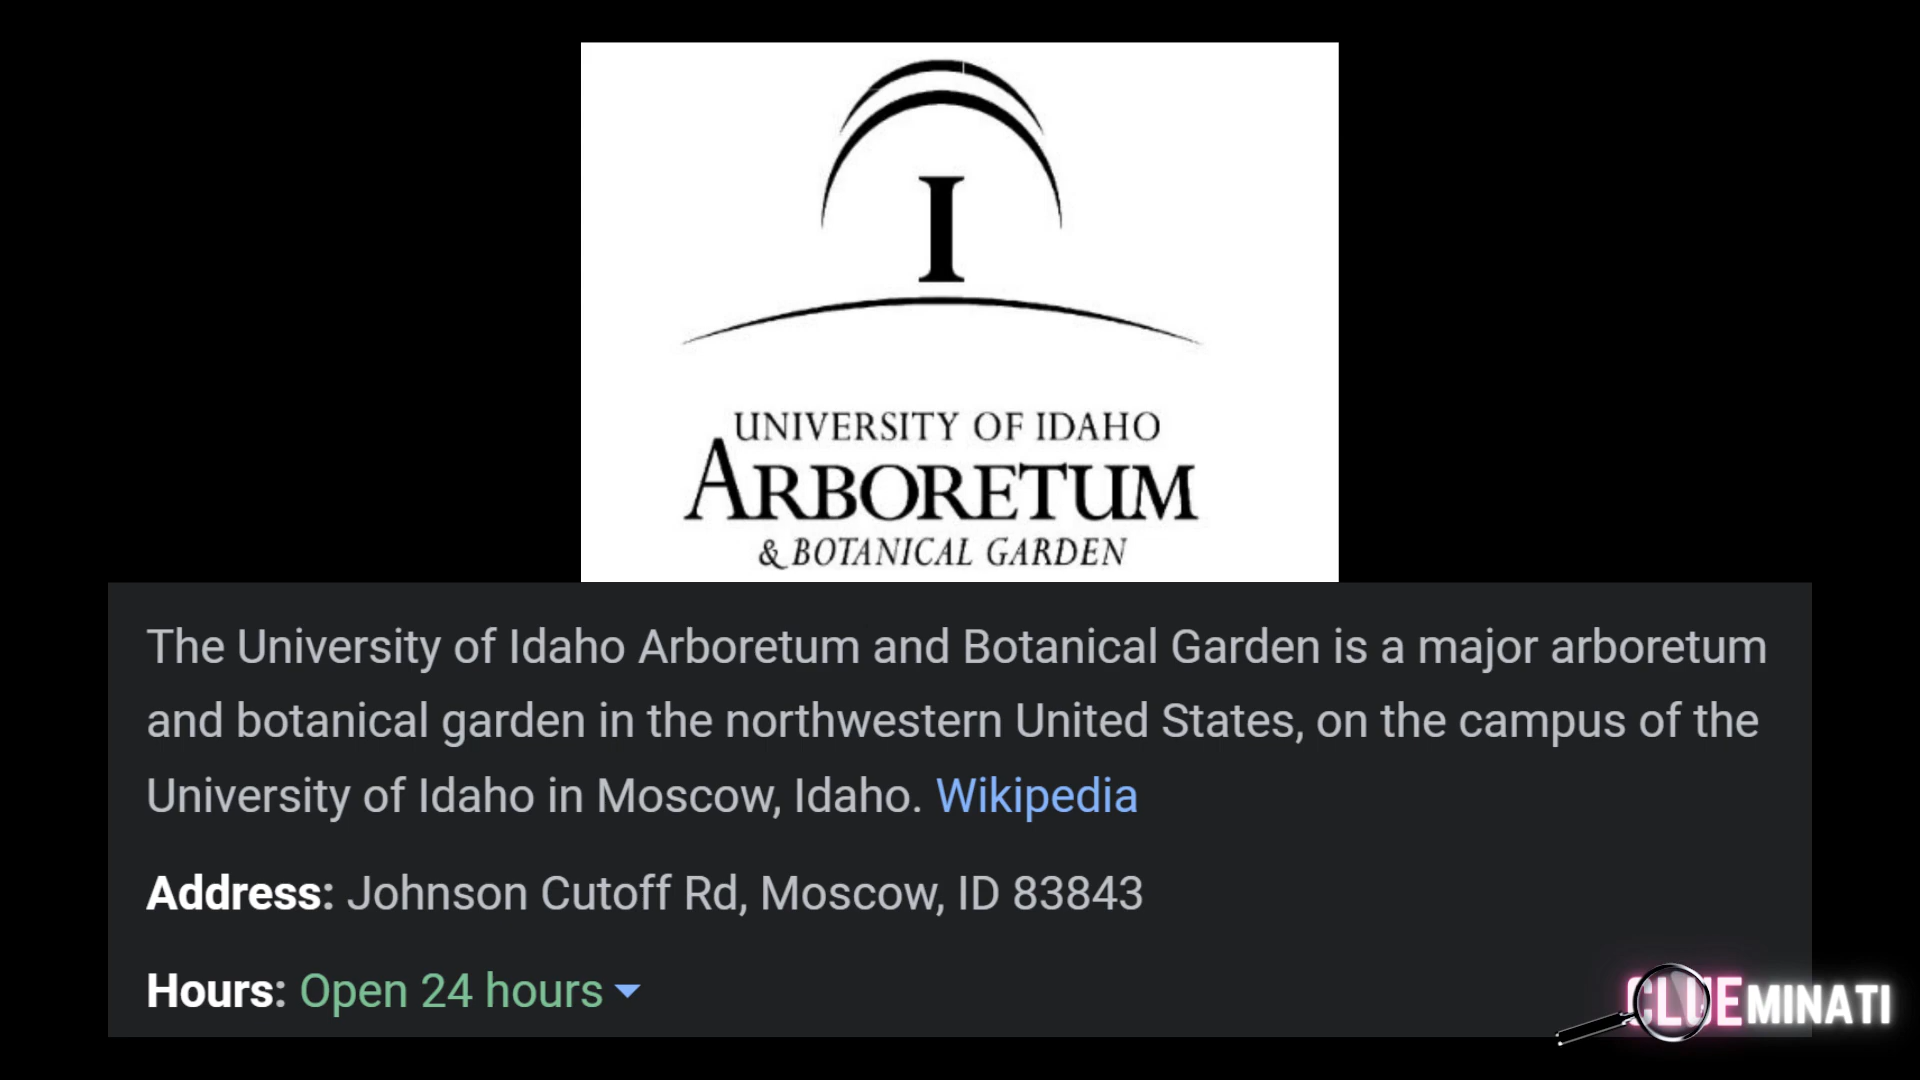 I
UNIVERSITY OF IDAHO
ARBORETUM
& BOTANICAL GARDEN
The University of Idaho Arboretum and Botanical Garden is a major arboretum
and botanical garden in the northwestern United States, on the campus of the
University of Idaho in Moscow, Idaho. Wikipedia
Address: Johnson Cutoff Rd, Moscow, ID 83843
Hours: Open 24 hours
CLUEMINATI